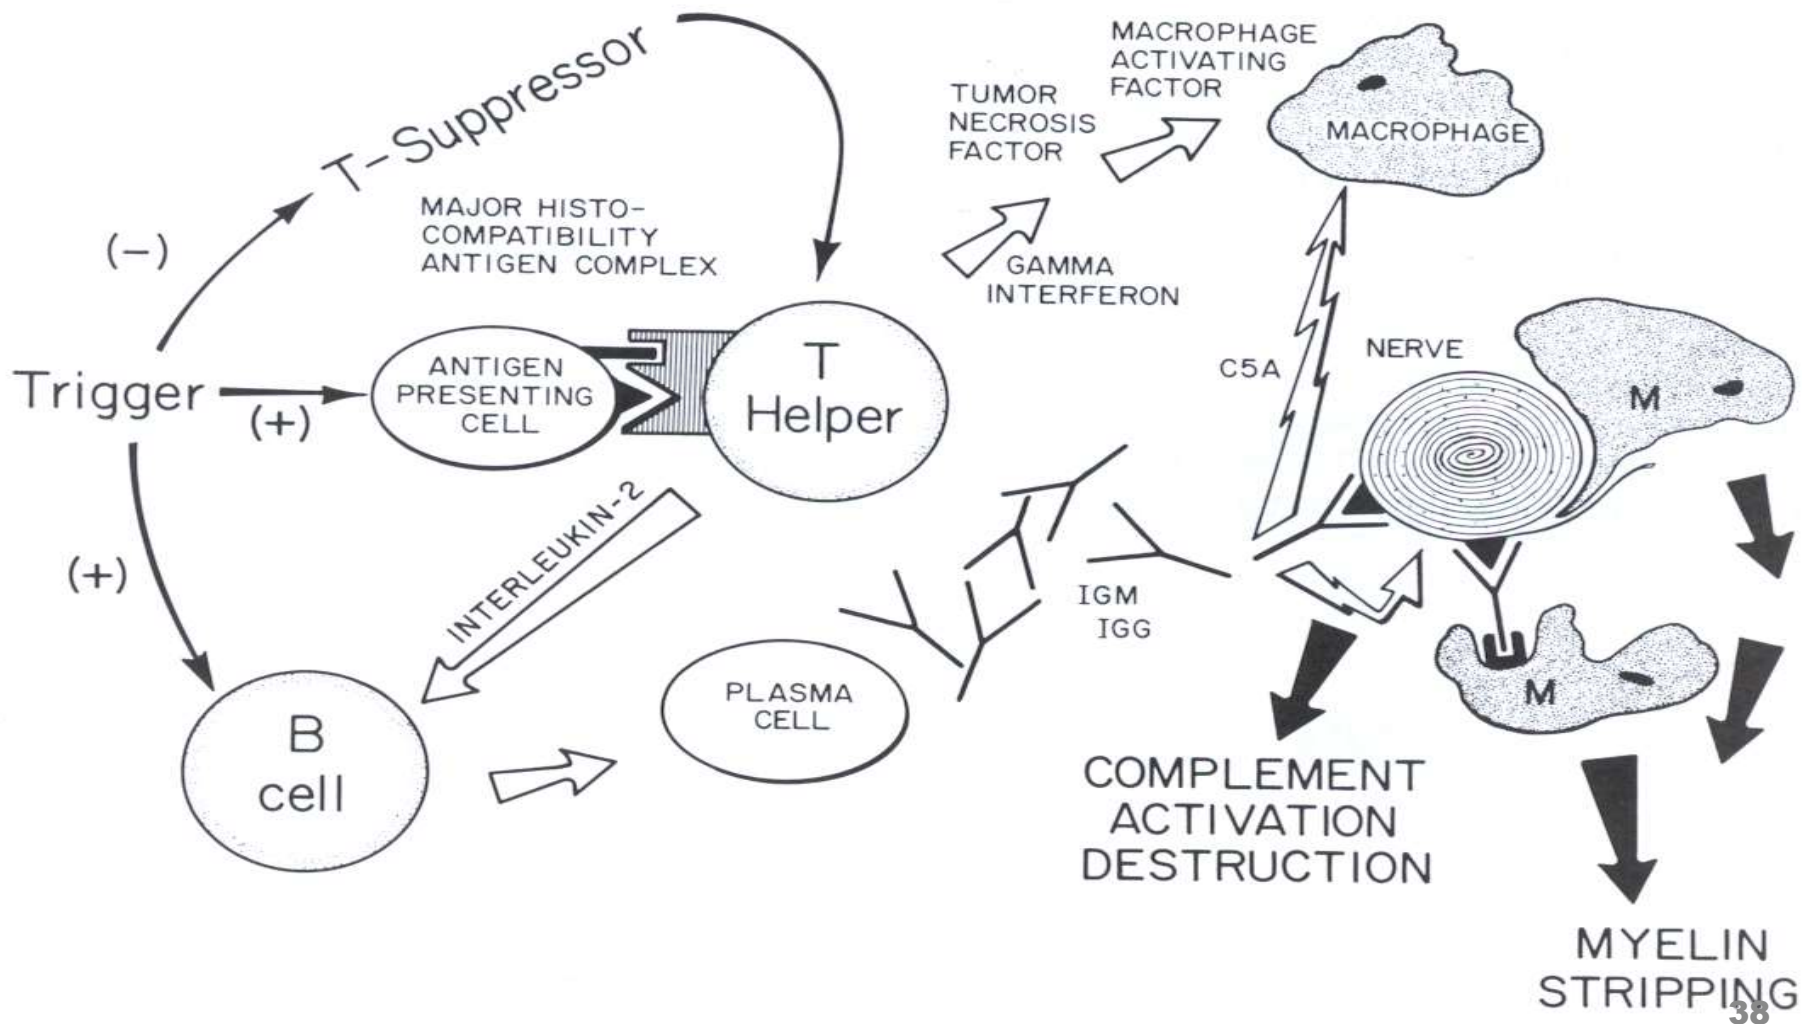 T-Suppressor
MACROPHAGE
ACTIVATING
FACTOR
TUMOR
NECROSIS
FACTOR
MACROPHAGE
(-)
MAJOR HISTO-
COMPATIBILITY
ANTIGEN COMPLEX
GAMMA
INTERFERON
Trigger
(+)
ANTIGEN
PRESENTING
CELL
T
Helper
C5A
NERVE
M
(+)
INTERLEUKIN-2
IGM
IGG
B
cell
PLASMA
CELL
M
COMPLEMENT
ACTIVATION
DESTRUCTION
MYELIN
STRIPPING
38